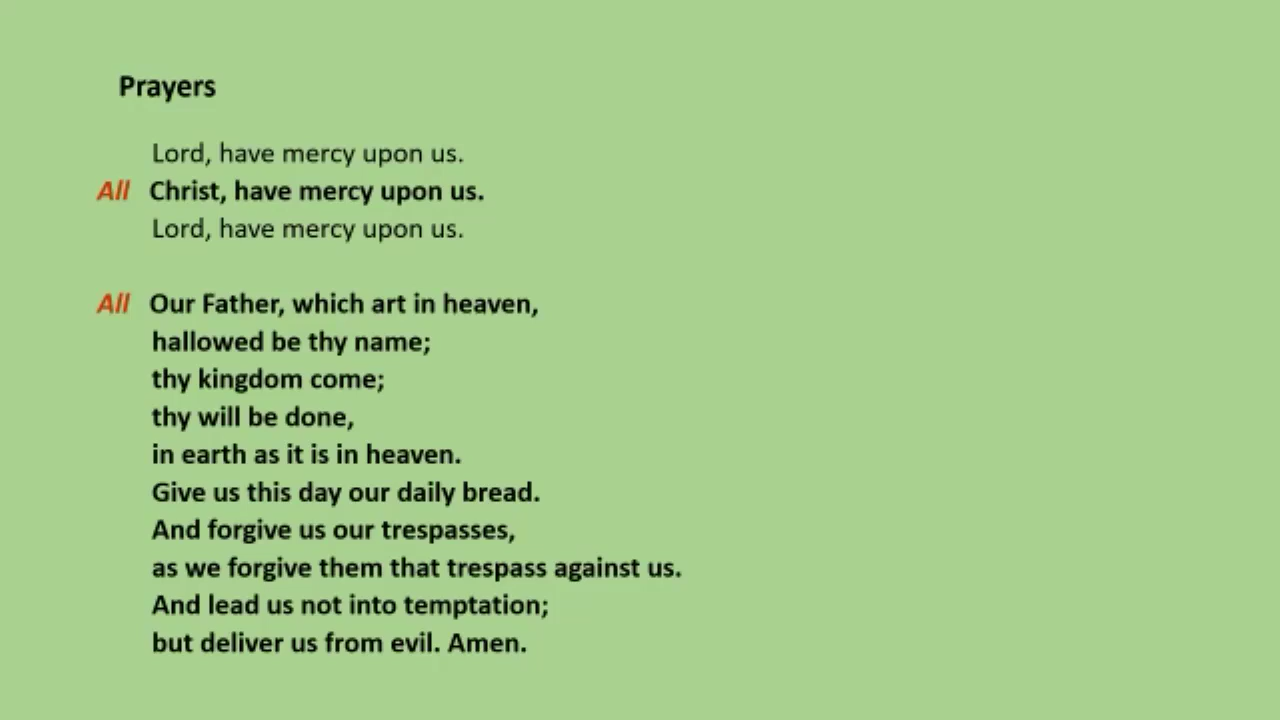 Prayers
Lord, have mercy upon us.
All Christ, have mercy upon us.
Lord, have mercy upon us.
All Our Father, which art in heaven,
hallowed be thy name;
thy kingdom come;
thy will be done,
in earth as it is in heaven.
Give us this day our daily bread.
And forgive us our trespasses,
as we forgive them that trespass against us.
And lead us not into temptation;
but deliver us from evil. Amen.